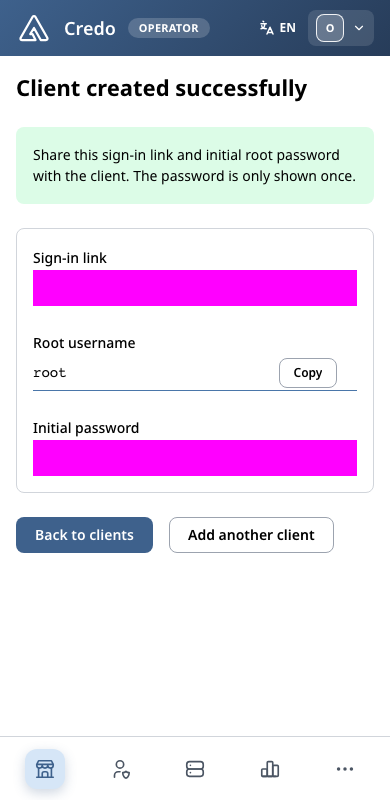 Credo
OPERATOR
EN
O
Client created successfully
Share this sign-in link and initial root password
with the client. The password is only shown once.
Sign-in link
Root username
root
Copy
Initial password
Back to clients
Add another client